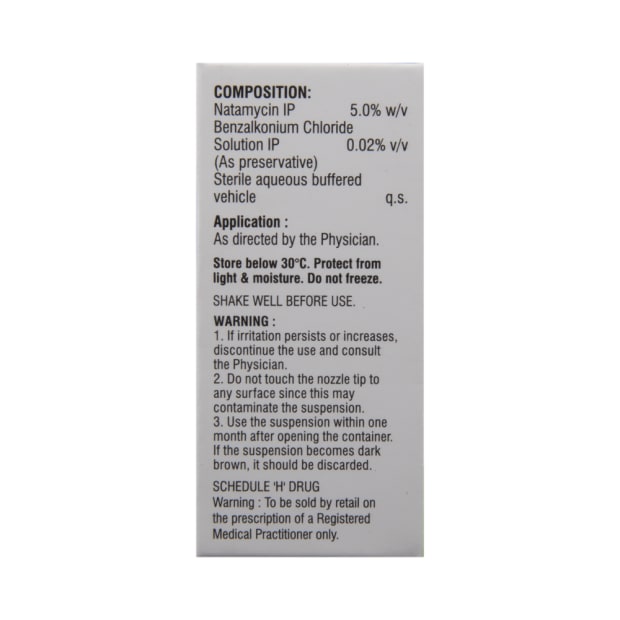 COMPOSITION:
Natamycin IP 5.0% w/v
Benzalkonium Chloride
Solution IP 0.02% v/v
(As preservative)
Sterile aqueous buffered
vehicle q.s.
Application :
As directed by the Physician.
Store below 30°C. Protect from
light & moisture. Do not freeze.
SHAKE WELL BEFORE USE.
WARNING :
1. If irritation persists or increases,
discontinue the use and consult
the Physician.
2. Do not touch the nozzle tip to
any surface since this may
contaminate the suspension.
3. Use the suspension within one
month after opening the container.
If the suspension becomes dark
brown, it should be discarded.
SCHEDULE 'H' DRUG
Warning : To be sold by retail on
the prescription of a Registered
Medical Practitioner only.